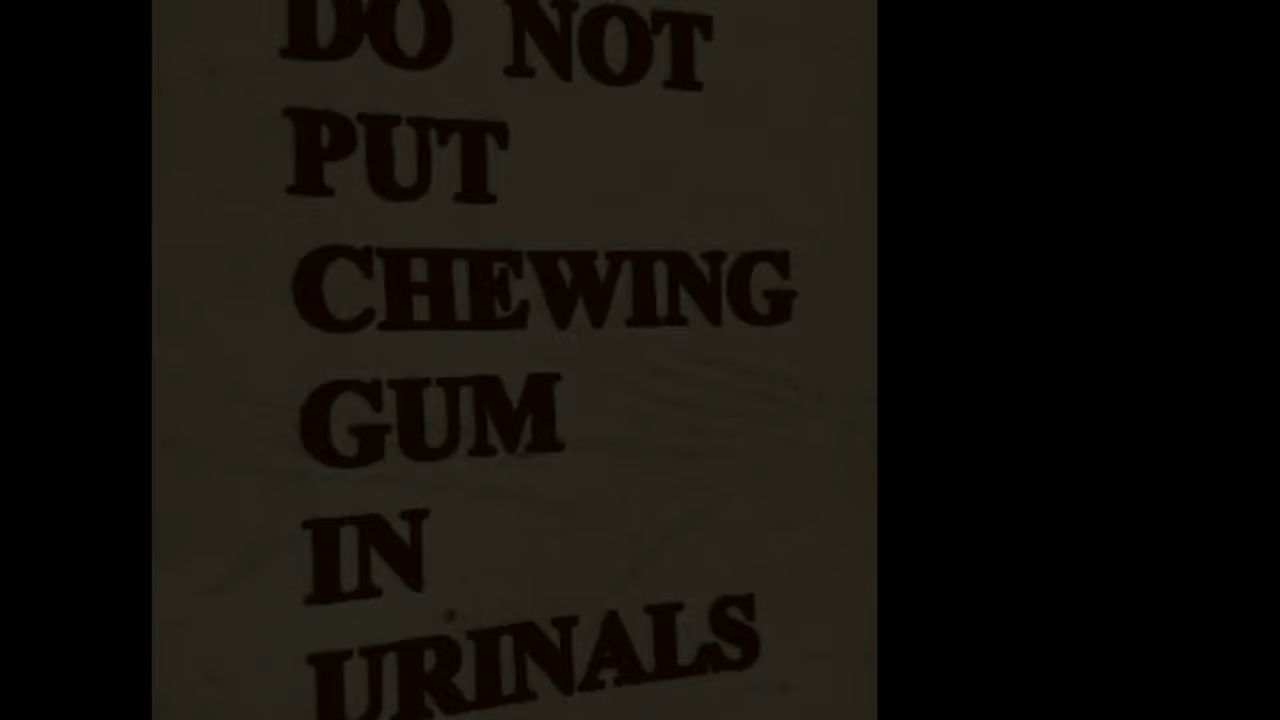 DO NOT
PUT
CHEWING
GUM
IN
URINALS